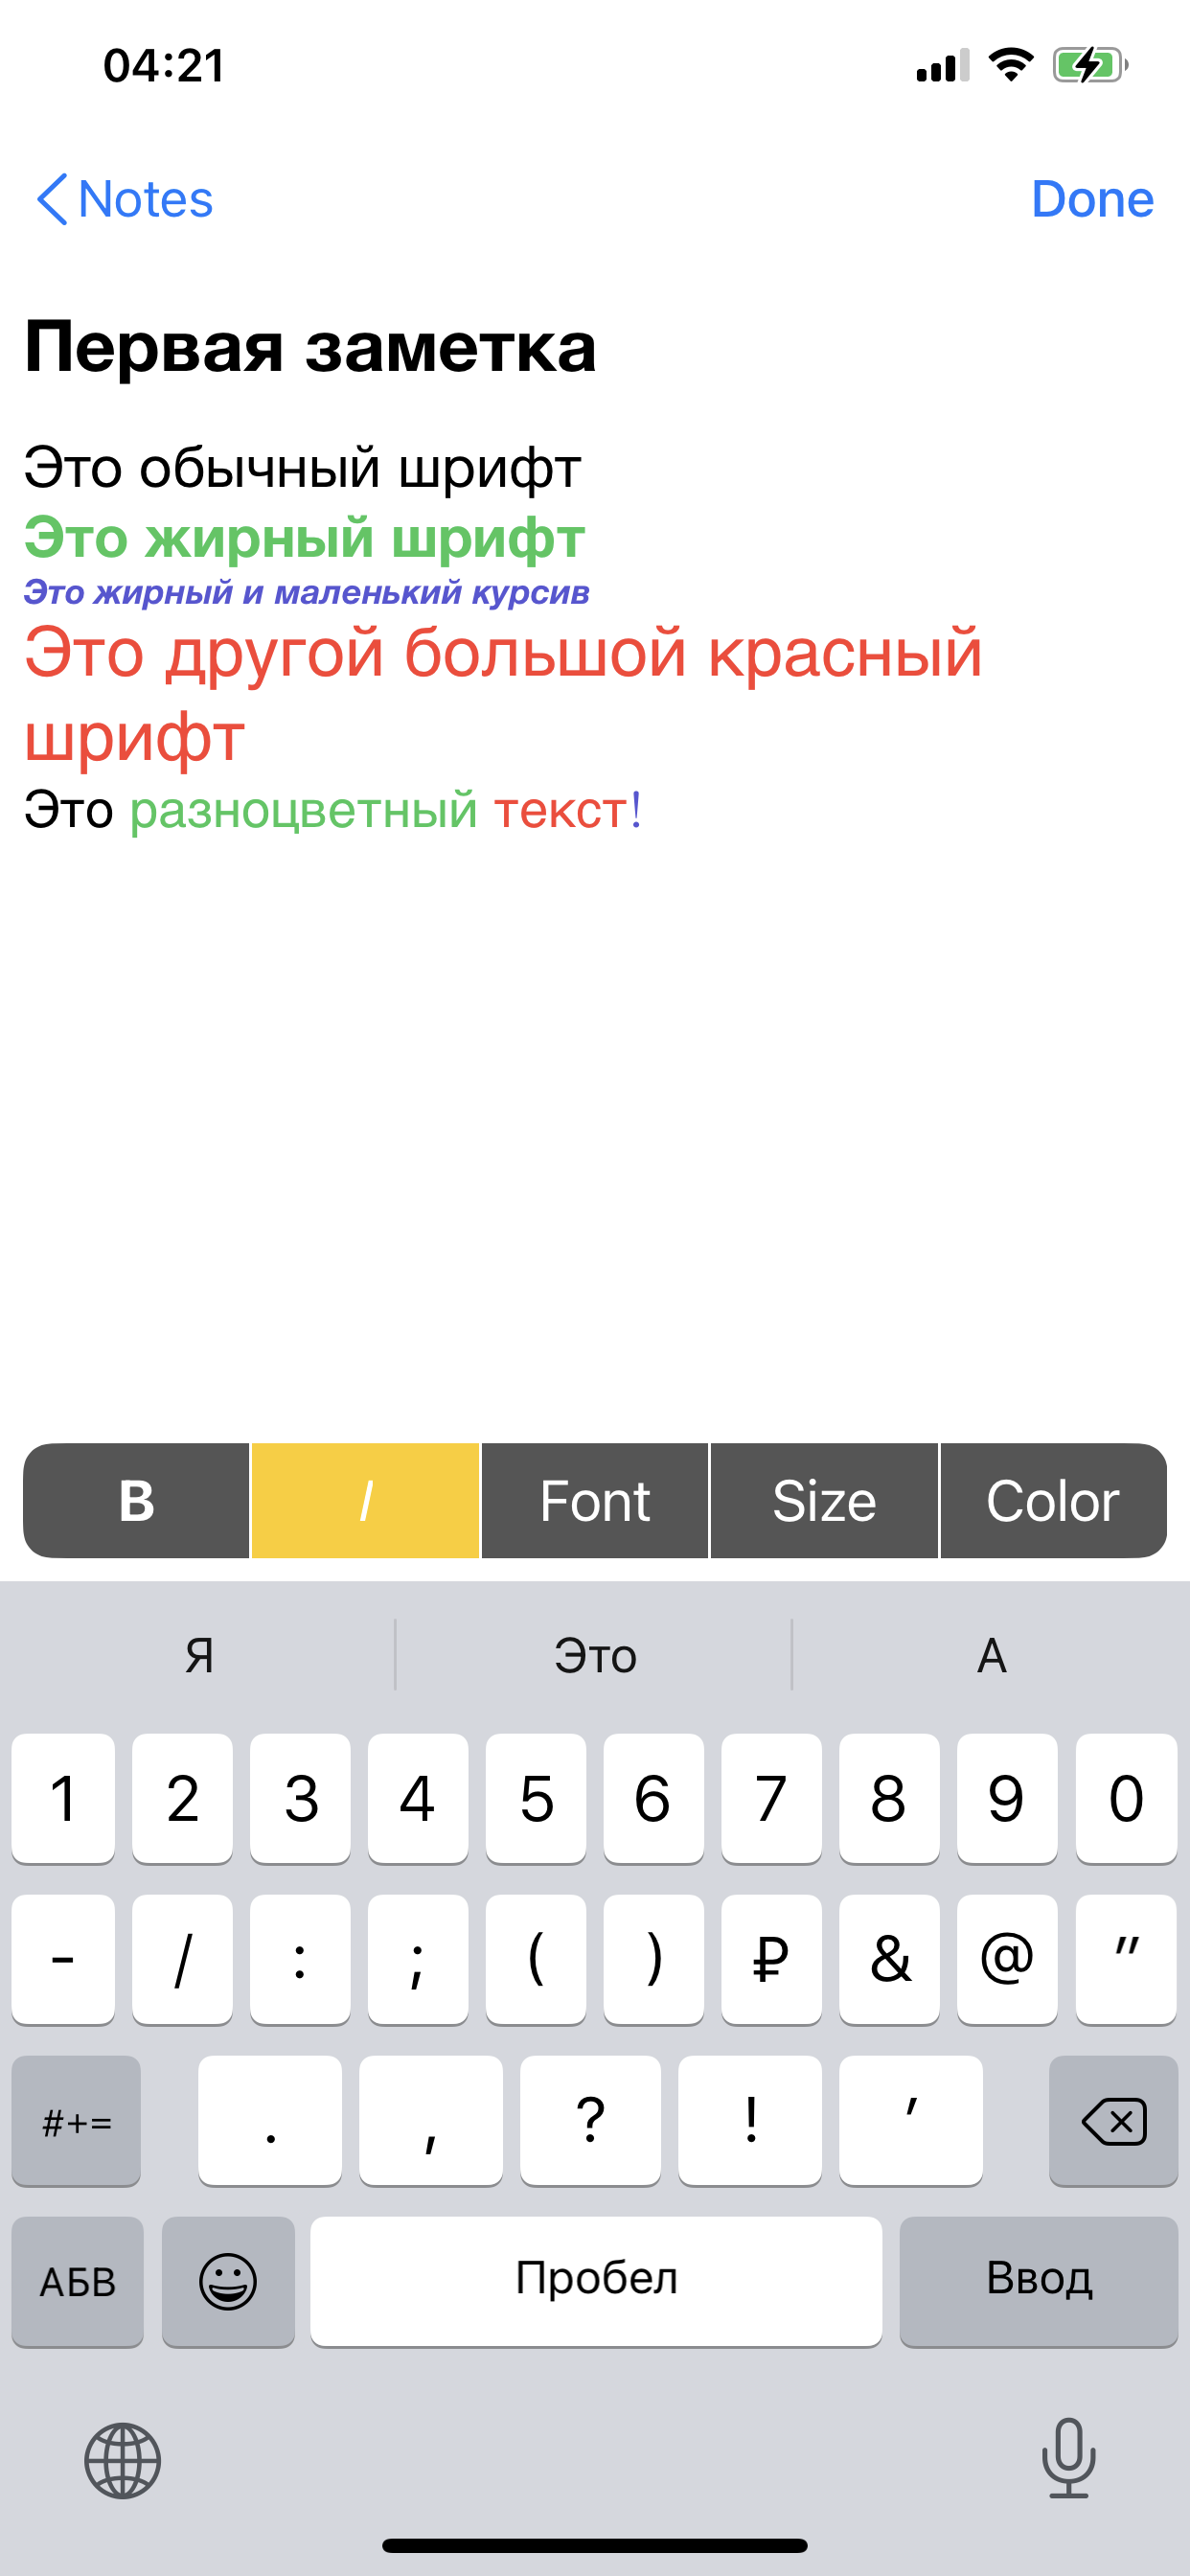 04:21
Notes Done
Первая заметка
Это обычный шрифт
Это жирный шрифт
Это жирный и маленький курсив
Это другой большой красный
шрифт
Это разноцветный текст!
B I Font Size Color
Я Это А
1 2 3 4 5 6 7 8 9 0
- / : ; ( ) ₽ & @ "
#+= . , ? ! '
АБВ Пробел Ввод